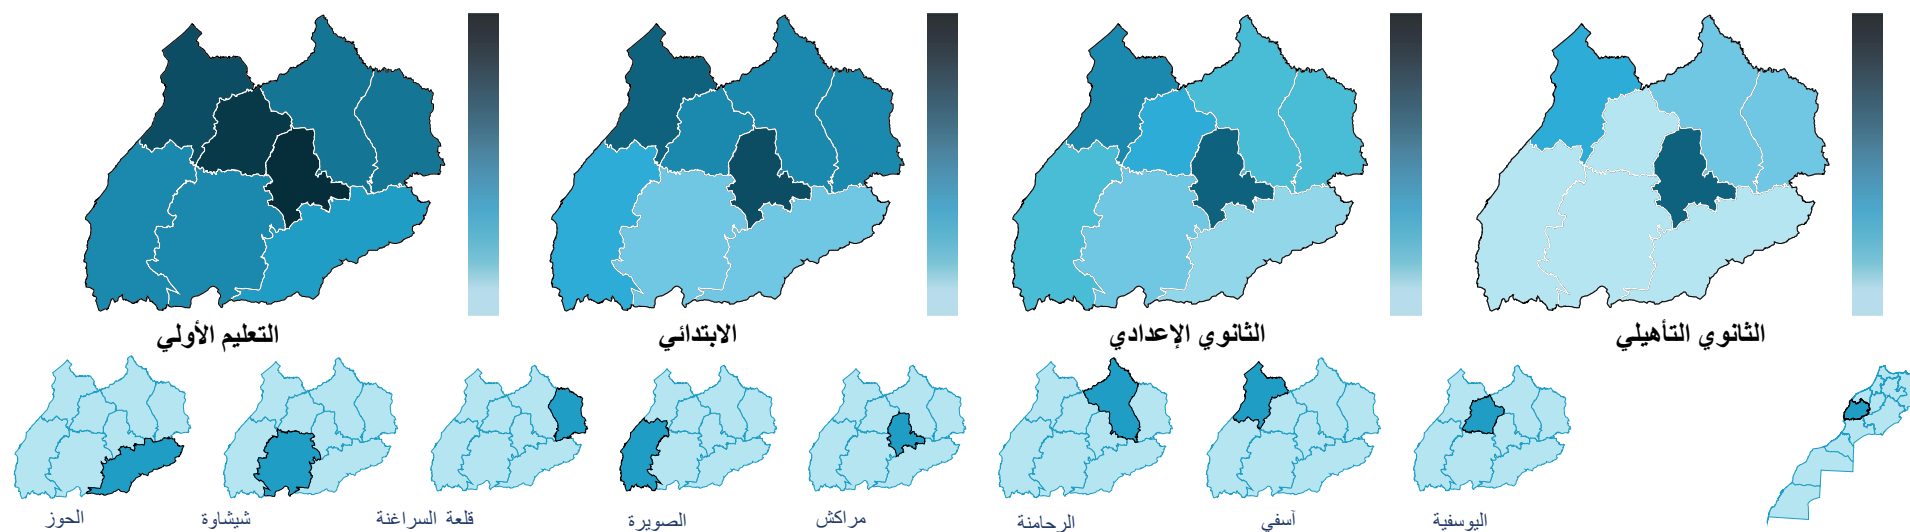 التعليم الأولي
الابتدائي
الثانوي الإعدادي
الثانوي التأهيلي
الحوز
شيشاوة
قلعة السراغنة
الصويرة
مراكش
الرحامنة
آسفي
اليوسفية